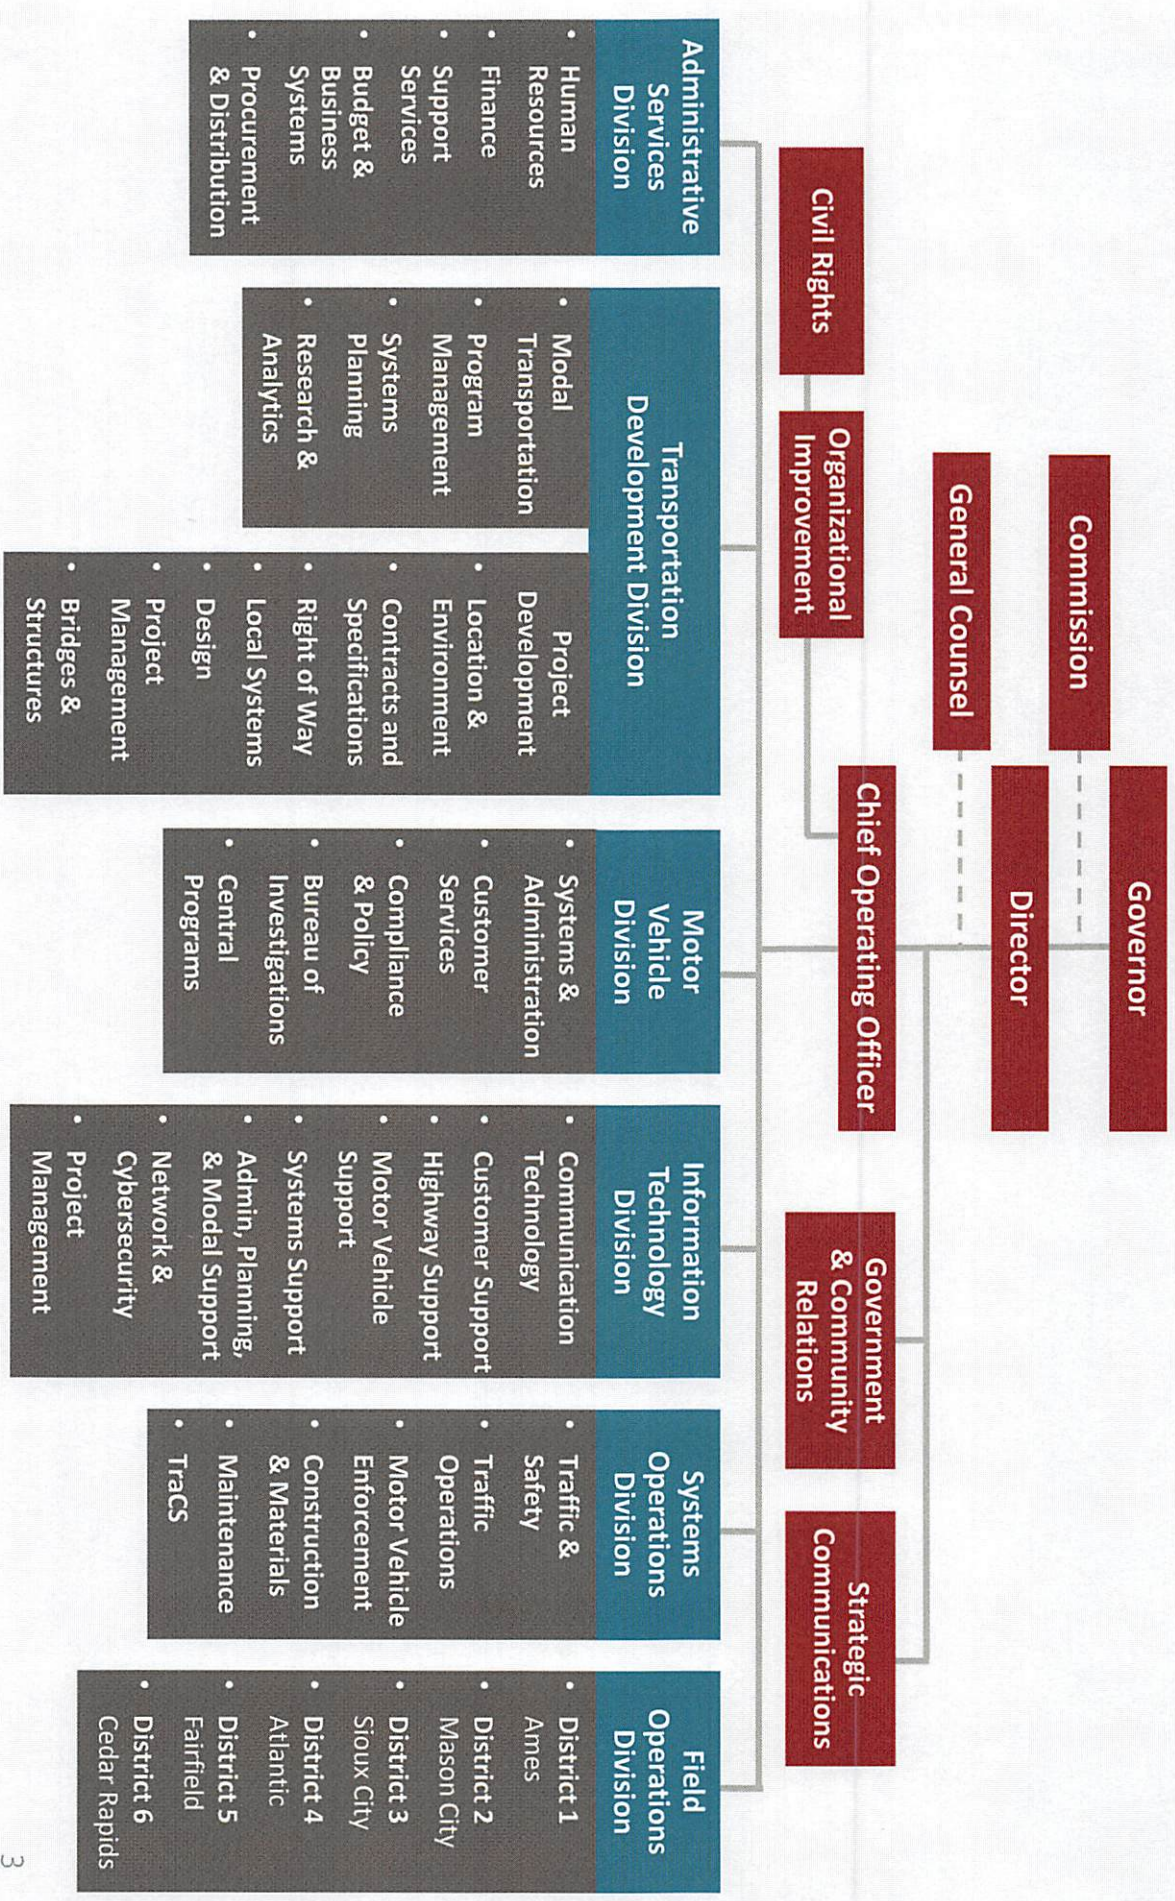 Governor
Commission
Director
General Counsel
Chief Operating Officer
Government
& Community
Relations
Strategic
Communications
Civil Rights
Organizational
Improvement
Administrative
Services
Division
• Human
Resources
• Finance
• Support
Services
• Budget &
Business
Systems
• Procurement
& Distribution
Transportation
Development Division
• Modal
Transportation
• Program
Management
• Systems
Planning
• Research &
Analytics
Project
Development
• Location &
Environment
• Contracts and
Specifications
• Right of Way
• Local Systems
• Design
• Project
Management
• Bridges &
Structures
Motor
Vehicle
Division
• Systems &
Administration
• Customer
Services
• Compliance
& Policy
• Bureau of
Investigations
• Central
Programs
Information
Technology
Division
• Communication
Technology
• Customer Support
• Highway Support
• Motor Vehicle
Support
• Systems Support
• Admin, Planning,
& Modal Support
• Network &
Cybersecurity
• Project
Management
Systems
Operations
Division
• Traffic &
Safety
• Traffic
Operations
• Motor Vehicle
Enforcement
• Construction
& Materials
• Maintenance
• TraCS
Field
Operations
Division
• District 1
Ames
• District 2
Mason City
• District 3
Sioux City
• District 4
Atlantic
• District 5
Fairfield
• District 6
Cedar Rapids
3